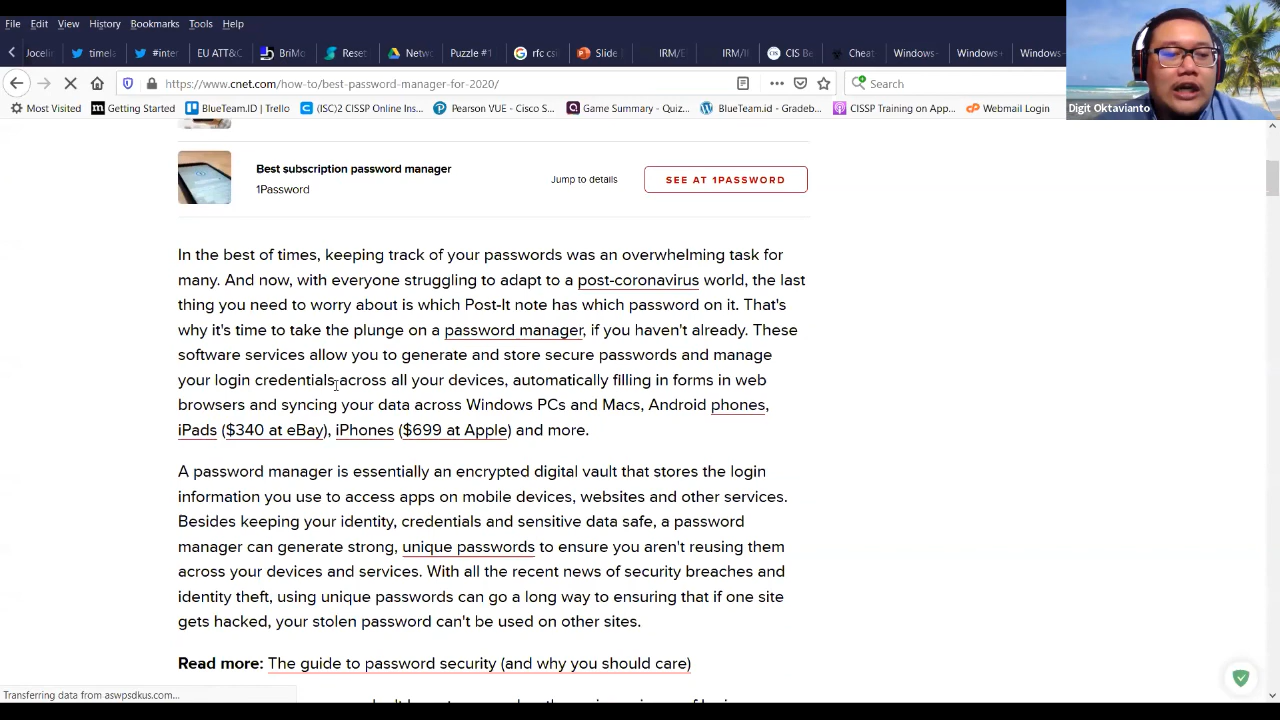 File Edit View History Bookmarks Tools Help
Jocelin timela #inter EU ATT&C BriMo Reset Netw Puzzle #1 rfc cs Slide IRM/E IRM/I CIS Be Cheat Windows- Windows- Windows-
https://www.cnet.com/how-to/best-password-manager-for-2020/ Search
Most Visited Getting Started BlueTeam.ID | Trello (ISC)2 CISSP Online Ins... Pearson VUE - Cisco S... Game Summary - Quiz... BlueTeam.id - Gradeb... CISSP Training on App... Webmail Login
Digit Oktavianto
Best subscription password manager
1Password
Jump to details
SEE AT 1PASSWORD
In the best of times, keeping track of your passwords was an overwhelming task for
many. And now, with everyone struggling to adapt to a post-coronavirus world, the last
thing you need to worry about is which Post-It note has which password on it. That's
why it's time to take the plunge on a password manager, if you haven't already. These
software services allow you to generate and store secure passwords and manage
your login credentials across all your devices, automatically filling in forms in web
browsers and syncing your data across Windows PCs and Macs, Android phones,
iPads ($340 at eBay), iPhones ($699 at Apple) and more.
A password manager is essentially an encrypted digital vault that stores the login
information you use to access apps on mobile devices, websites and other services.
Besides keeping your identity, credentials and sensitive data safe, a password
manager can generate strong, unique passwords to ensure you aren't reusing them
across your devices and services. With all the recent news of security breaches and
identity theft, using unique passwords can go a long way to ensuring that if one site
gets hacked, your stolen password can't be used on other sites.
Read more: The guide to password security (and why you should care)
Transferring data from aswpsdkus.com...